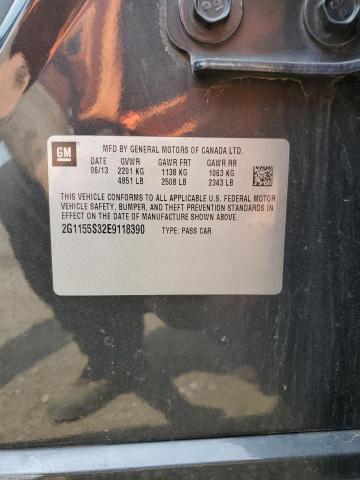 GM
MFD BY GENERAL MOTORS OF CANADA LTD.
DATE GVWR GAWR FRT GAWR RR
06/13 2201 KG 1138 KG 1063 KG
4851 LB 2508 LB 2343 LB
THIS VEHICLE CONFORMS TO ALL APPLICABLE U.S. FEDERAL MOTOR
VEHICLE SAFETY, BUMPER, AND THEFT PREVENTION STANDARDS IN
EFFECT ON THE DATE OF MANUFACTURE SHOWN ABOVE.
2G1155S32E9118390 TYPE: PASS CAR